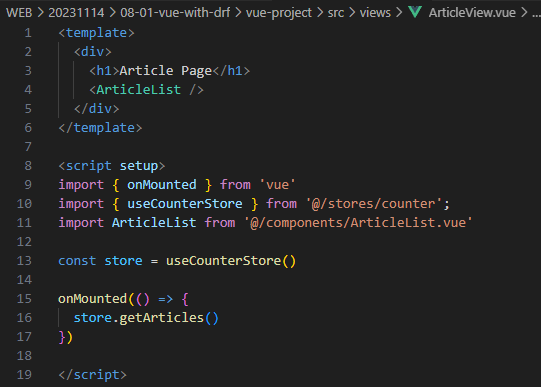 WEB > 20231114 > 08-01-vue-with-drf > vue-project > src > views > ArticleView.vue > ...
1 <template>
2   <div>
3     <h1>Article Page</h1>
4     <ArticleList />
5   </div>
6 </template>
7
8 <script setup>
9 import { onMounted } from 'vue'
10 import { useCounterStore } from '@/stores/counter';
11 import ArticleList from '@/components/ArticleList.vue'
12
13 const store = useCounterStore()
14
15 onMounted(() => {
16   store.getArticles()
17 })
18
19 </script>